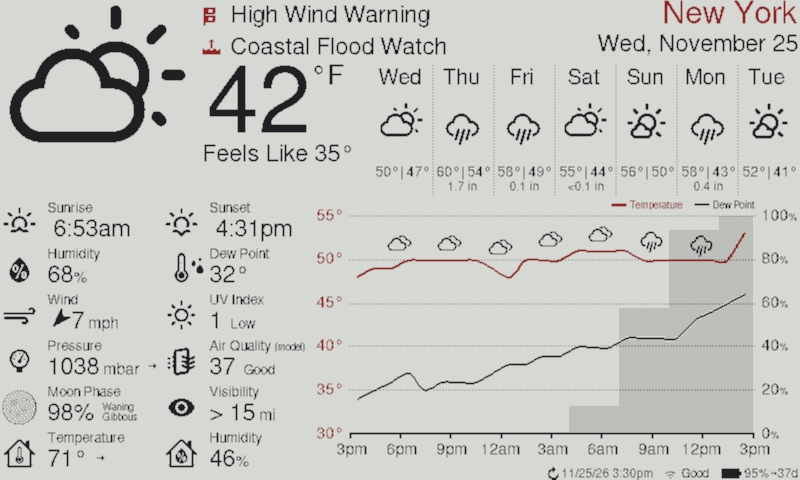 High Wind Warning
Coastal Flood Watch
New York
Wed, November 25
42°F
Feels Like 35°
Wed Thu Fri Sat Sun Mon Tue
50°|47° 60°|54° 58°|49° 55°|44° 56°|50° 58°|43° 52°|41°
1.7 in 0.1 in <0.1 in 0.4 in
Sunrise
6:53am
Sunset
4:31pm
Humidity
68%
Dew Point
32°
Wind
7 mph
UV Index
1 Low
Pressure
1038 mbar →
Air Quality (model)
37 Good
Moon Phase
98% Waning Gibbous
Visibility
> 15 mi
Temperature
71° →
Humidity
46%
Temperature Dew Point
55° 100%
50° 80%
45° 60%
40° 40%
35° 20%
30° 0%
3pm 6pm 9pm 12am 3am 6am 9am 12pm 3pm
11/25/26 3:30pm Good 95% ~37d